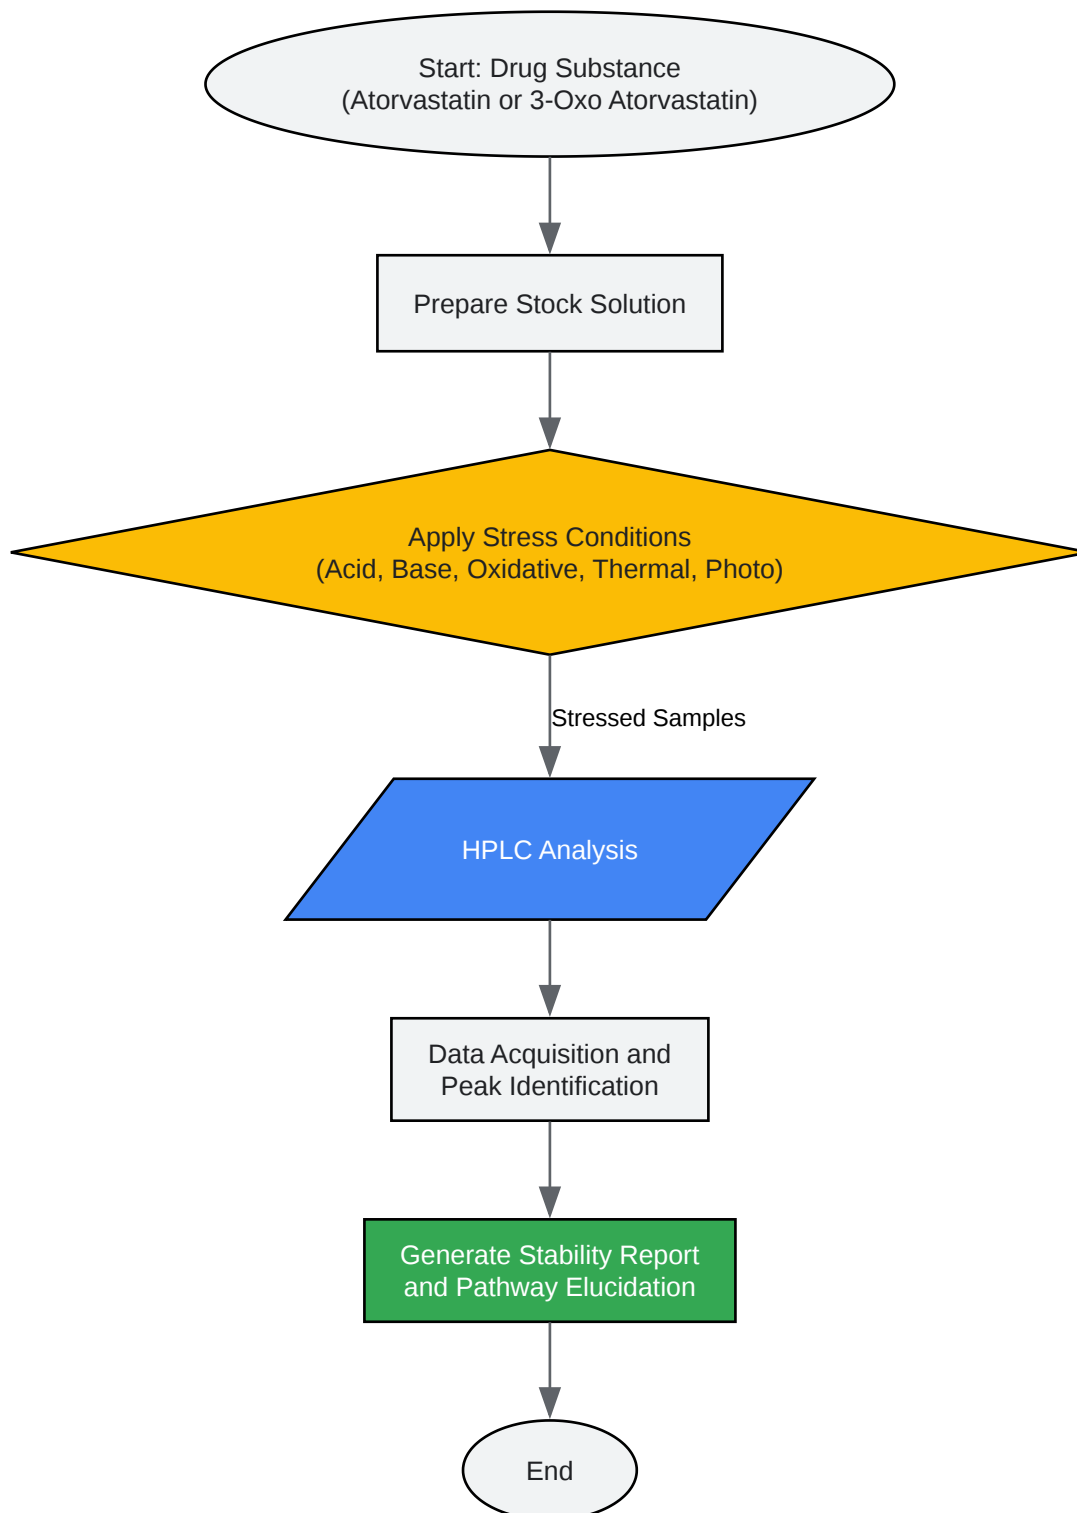 Start: Drug Substance
(Atorvastatin or 3-Oxo Atorvastatin)
Prepare Stock Solution
Apply Stress Conditions
(Acid, Base, Oxidative, Thermal, Photo)
Stressed Samples
HPLC Analysis
Data Acquisition and
Peak Identification
Generate Stability Report
and Pathway Elucidation
End